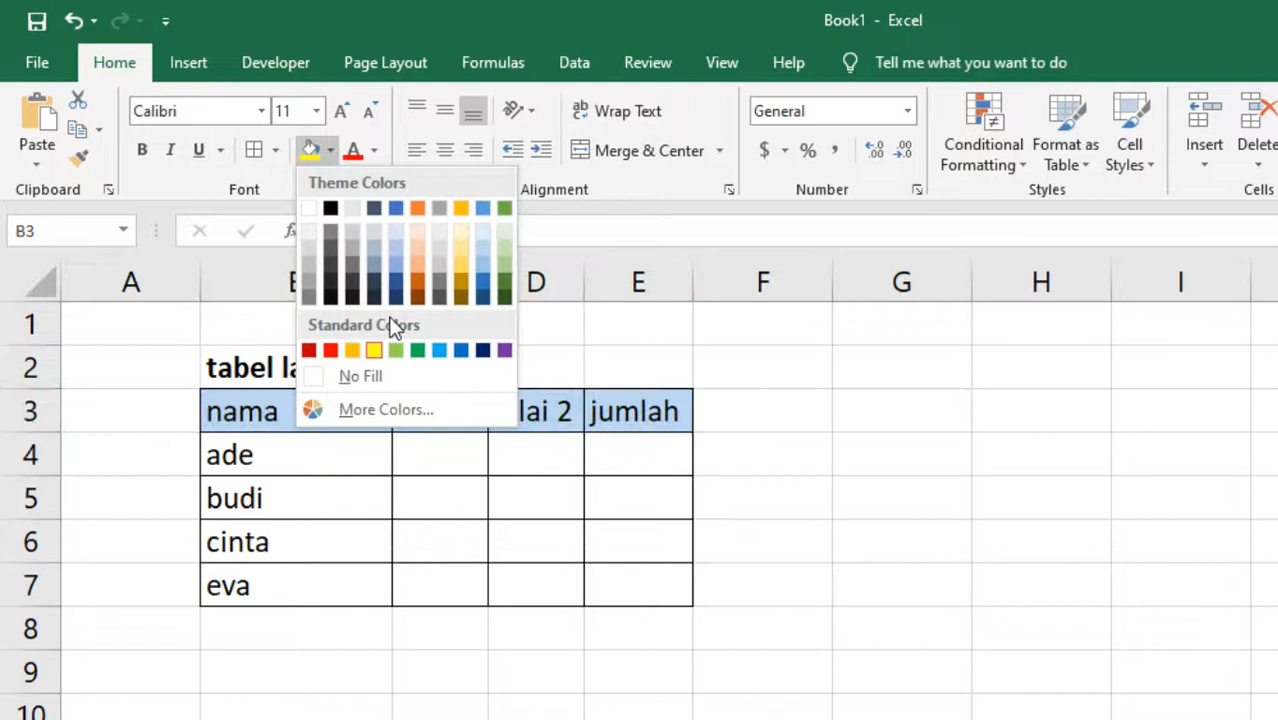 Book1 - Excel
File Home Insert Developer Page Layout Formulas Data Review View Help Tell me what you want to do
Calibri 11 Wrap Text General
Paste B I U A Merge & Center $ % , Conditional Formatting Format as Table Cell Styles Insert Delete
Clipboard Font Alignment Number Styles Cells
Theme Colors
B3
A D E F G H I
Standard Colors
No Fill
More Colors...
1
2 tabel
3 nama lai 2 jumlah
4 ade
5 budi
6 cinta
7 eva
8
9
10